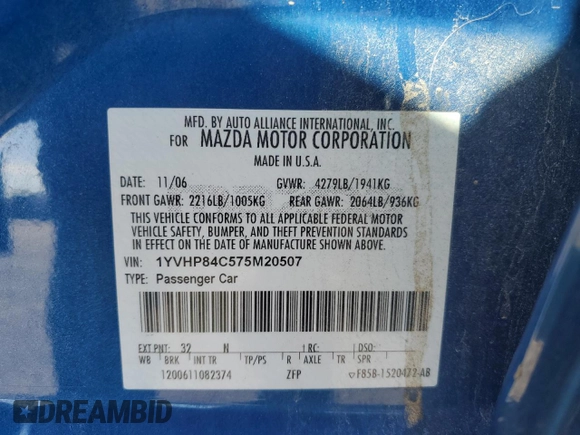 MFD. BY AUTO ALLIANCE INTERNATIONAL, INC.
FOR MAZDA MOTOR CORPORATION
MADE IN U.S.A.
DATE: 11/06 GVWR: 4279LB/1941KG
FRONT GAWR: 2216LB/1005KG REAR GAWR: 2064LB/936KG
THIS VEHICLE CONFORMS TO ALL APPLICABLE FEDERAL MOTOR
VEHICLE SAFETY, BUMPER, AND THEFT PREVENTION STANDARDS
IN EFFECT ON THE DATE OF MANUFACTURE SHOWN ABOVE.
VIN: 1YVHP84C575M20507
TYPE: Passenger Car
EXT PNT: 32 N RC: DSO:
WB BRK INT TR TP/PS R AXLE TR SPR
1200611082374 ZFP F85B-1520472-AB
DREAMBID